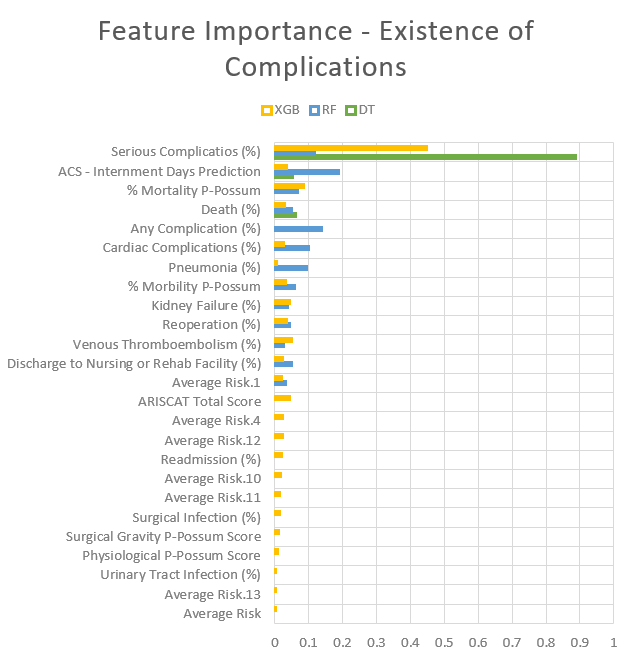 Feature Importance - Existence of
Complications
XGB RF DT
Serious Complicatios (%)
ACS - Internment Days Prediction
% Mortality P-Possum
Death (%)
Any Complication (%)
Cardiac Complications (%)
Pneumonia (%)
% Morbility P-Possum
Kidney Failure (%)
Reoperation (%)
Venous Thromboembolism (%)
Discharge to Nursing or Rehab Facility (%)
Average Risk.1
ARISCAT Total Score
Average Risk.4
Average Risk.12
Readmission (%)
Average Risk.10
Average Risk.11
Surgical Infection (%)
Surgical Gravity P-Possum Score
Physiological P-Possum Score
Urinary Tract Infection (%)
Average Risk.13
Average Risk
0 0.1 0.2 0.3 0.4 0.5 0.6 0.7 0.8 0.9 1